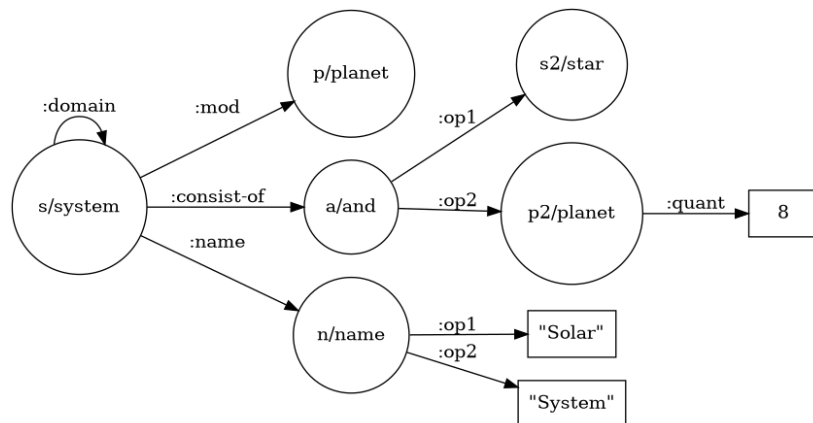 :domain
s/system
:mod
p/planet
:consist-of
a/and
:op1
s2/star
:op2
p2/planet
:quant
8
:name
n/name
:op1
"Solar"
:op2
"System"